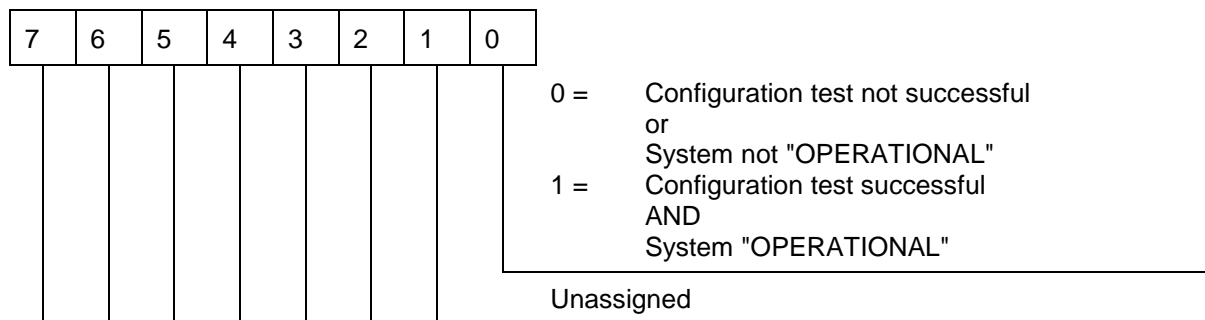 7 6 5 4 3 2 1 0
0 = Configuration test not successful
or
System not "OPERATIONAL"
1 = Configuration test successful
AND
System "OPERATIONAL"
Unassigned